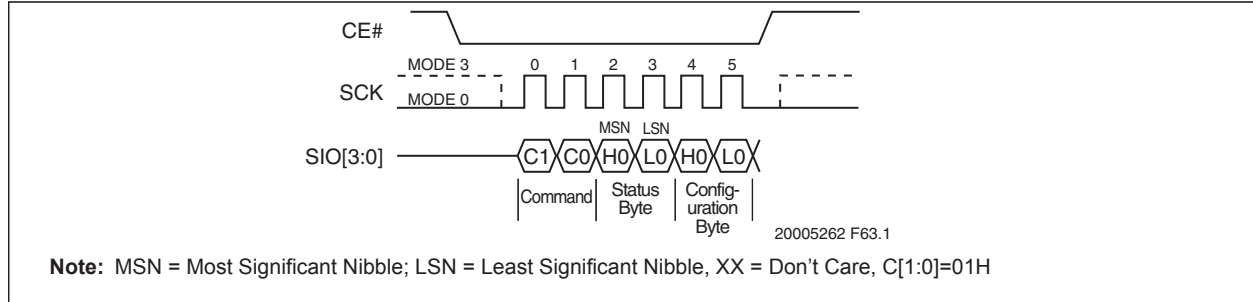 CE#
MODE 3 0 1 2 3 4 5
SCK
MODE 0
MSN LSN
SIO[3:0] C1 C0 H0 L0 H0 L0
Command Status Byte Config-uration Byte
20005262 F63.1
Note: MSN = Most Significant Nibble; LSN = Least Significant Nibble, XX = Don't Care, C[1:0]=01H